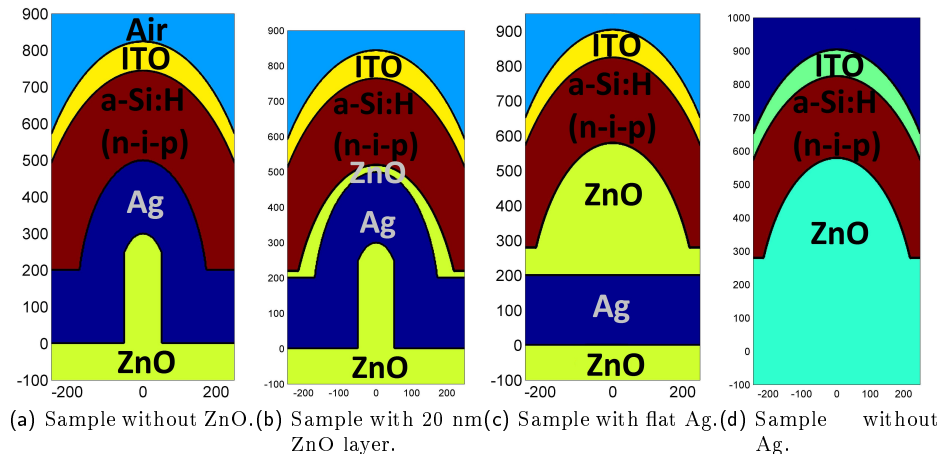 900
800
700
600
500
400
300
200
100
0
-100
-200 0 200
Air
ITO
a-Si:H
(n-i-p)
Ag
ZnO
900
800
700
600
500
400
300
200
100
0
-100
-200 -100 0 100 200
ITO
a-Si:H
(n-i-p)
ZnO
Ag
ZnO
900
800
700
600
500
400
300
200
100
0
-100
-200 0 200
ITO
a-Si:H
(n-i-p)
ZnO
Ag
ZnO
1000
900
800
700
600
500
400
300
200
100
0
-100
-200 -100 0 100 200
ITO
a-Si:H
(n-i-p)
ZnO
(a) Sample without ZnO.
(b) Sample with 20 nm
ZnO layer.
(c) Sample with flat Ag.
(d) Sample without
Ag.